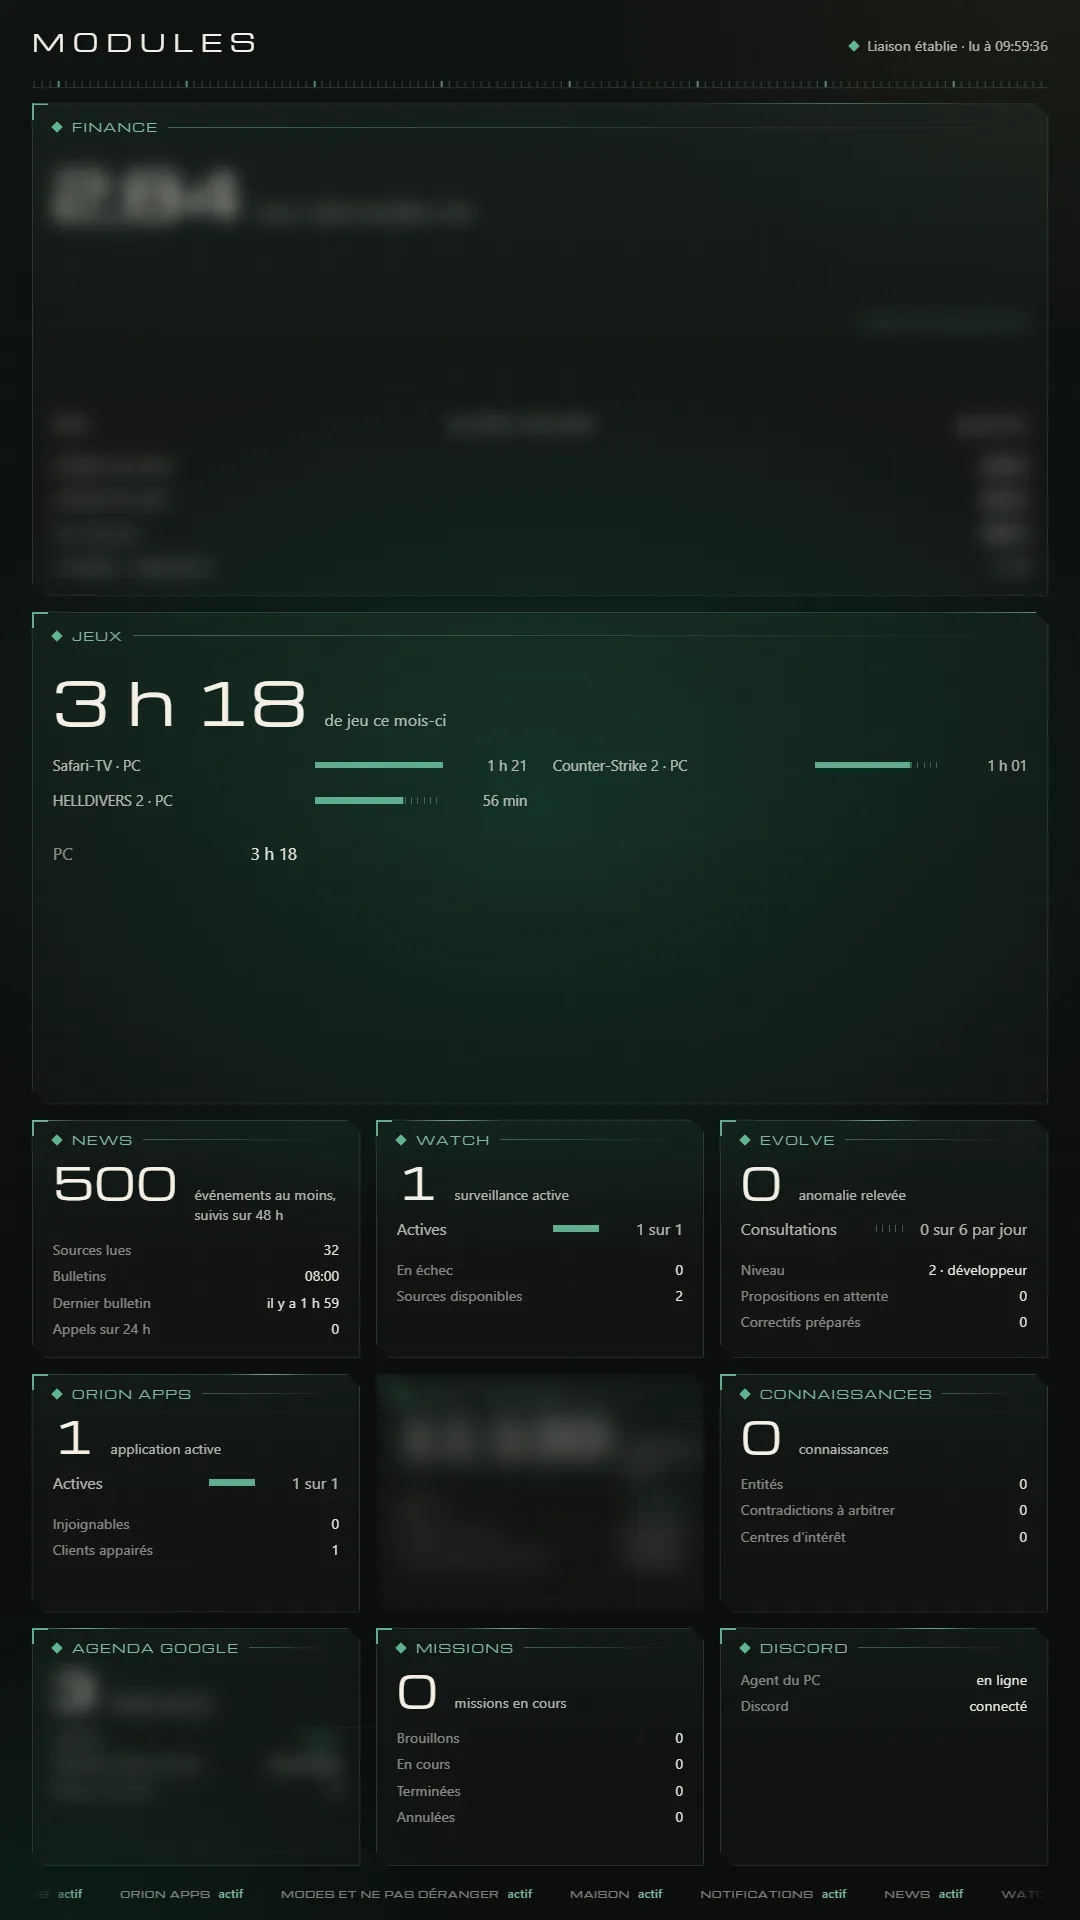 MODULES
Liaison établie · lu à 09:59:36
FINANCE
JEUX
3 h 18 de jeu ce mois-ci
Safari-TV · PC 1 h 21 Counter-Strike 2 · PC 1 h 01
HELLDIVERS 2 · PC 56 min
PC 3 h 18
NEWS
500 événements au moins,
suivis sur 48 h
Sources lues 32
Bulletins 08:00
Dernier bulletin il y a 1 h 59
Appels sur 24 h 0
WATCH
1 surveillance active
Actives 1 sur 1
En échec 0
Sources disponibles 2
EVOLVE
0 anomalie relevée
Consultations 0 sur 6 par jour
Niveau 2 · développeur
Propositions en attente 0
Correctifs préparés 0
ORION APPS
1 application active
Actives 1 sur 1
Injoignables 0
Clients appairés 1
CONNAISSANCES
0 connaissances
Entités 0
Contradictions à arbitrer 0
Centres d'intérêt 0
AGENDA GOOGLE
MISSIONS
0 missions en cours
Brouillons 0
En cours 0
Terminées 0
Annulées 0
DISCORD
Agent du PC en ligne
Discord connecté
actif ORION APPS actif MODES ET NE PAS DÉRANGER actif MAISON actif NOTIFICATIONS actif NEWS actif